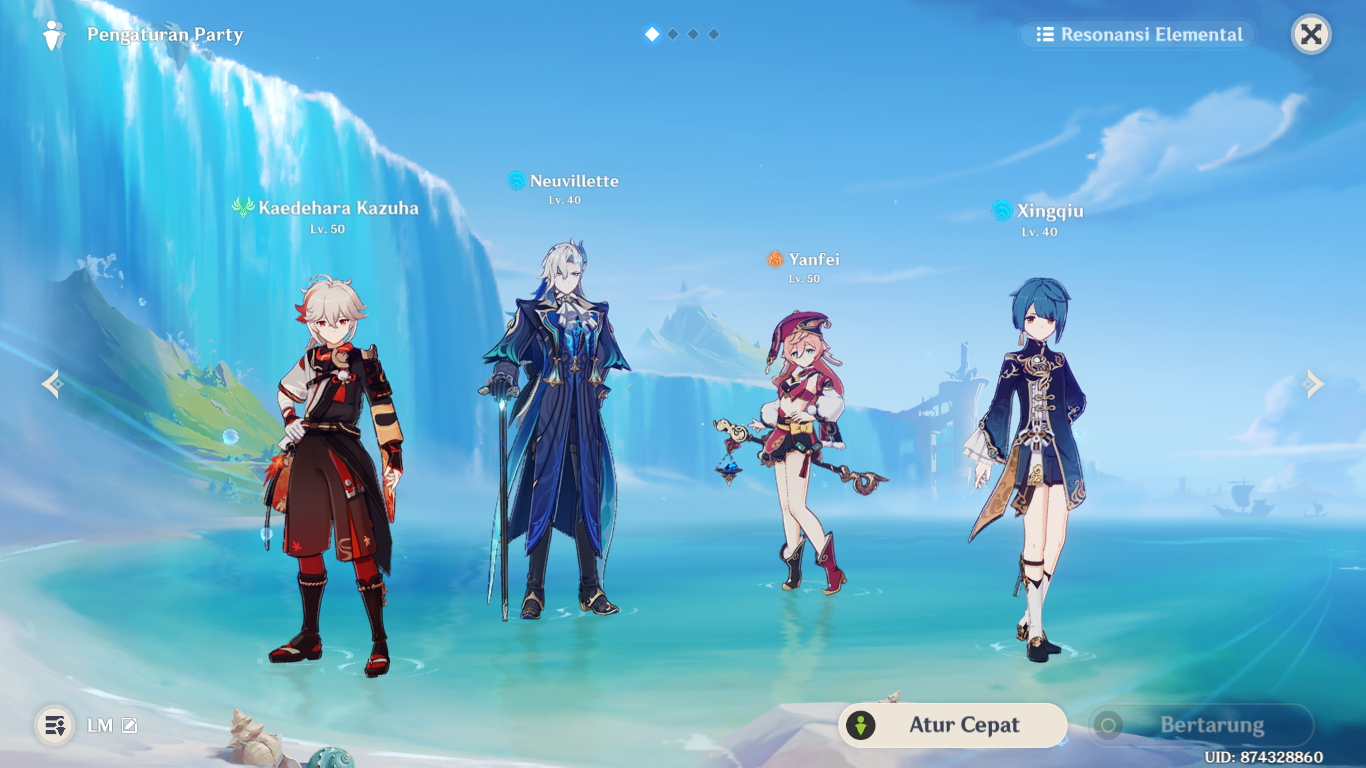 Pengaturan Party
Resonansi Elemental
Neuvillette
Lv. 40
Kaedehara Kazuha
Lv. 50
Xingqiu
Lv. 40
Yanfei
Lv. 50
LM
Atur Cepat
Bertarung
UID: 874328860